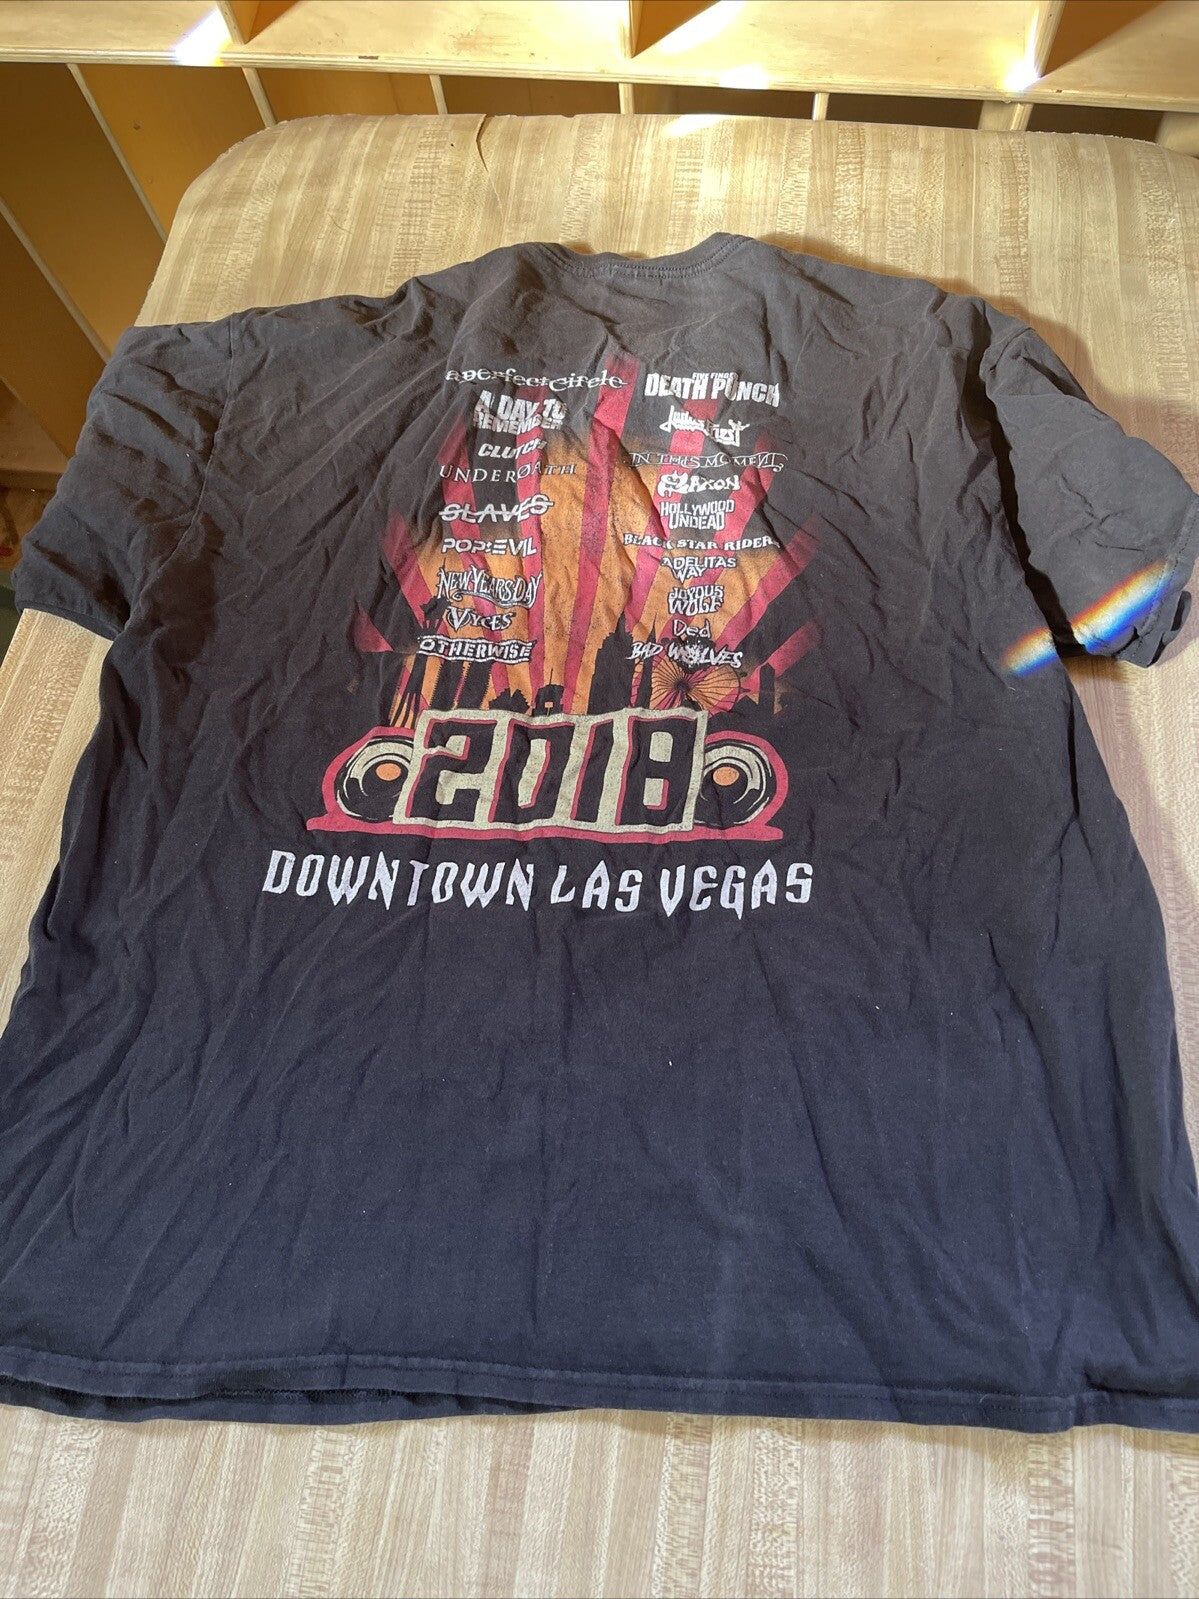 aperfectCircle
A DAY TO
REMEMBER
CLUTCH
UNDERØATH
SLAVES
POP EVIL
NEW YEARS DAY
VYCES
OTHERWISE
FIVE FINGER
DEATH PUNCH
Judas
Priest
IN THIS MOMENT
SAXON
HOLLYWOOD
UNDEAD
BLACK STAR RIDERS
ADELITAS
WAY
JOYOUS
WOLF
Ded
BAD WOLVES
2018
DOWNTOWN LAS VEGAS